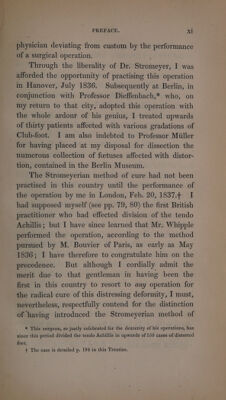 PREFACE. xi
physician deviating from custom by the performance
of a surgical operation.
Through the liberality of Dr. Stromeyer, I was
afforded the opportunity of practising this operation
in Hanover, July 1836. Subsequently at Berlin, in
conjunction with Professor Dieffenbach,* who, on
my return to that city, adopted this operation with
the whole ardour of his genius, I treated upwards
of thirty patients affected with various gradations of
Club-foot. I am also indebted to Professor Müller
for having placed at my disposal for dissection the
numerous collection of fœtuses affected with distor-
tion, contained in the Berlin Museum.
The Stromeyerian method of cure had not been
practised in this country until the performance of
the operation by me in London, Feb. 20, 1837.† I
had supposed myself (see pp. 79, 80) the first British
practitioner who had effected division of the tendo
Achillis; but I have since learned that Mr. Whipple
performed the operation, according to the method
pursued by M. Bouvier of Paris, as early as May
1836; I have therefore to congratulate him on the
precedence. But although I cordially admit the
merit due to that gentleman in having been the
first in this country to resort to any operation for
the radical cure of this distressing deformity, I must,
nevertheless, respectfully contend for the distinction
of having introduced the Stromeyerian method of
* This surgeon, so justly celebrated for the dexterity of his operations, has
since this period divided the tendo Achillis in upwards of 150 cases of distorted
foot.
† The case is detailed p. 194 in this Treatise.